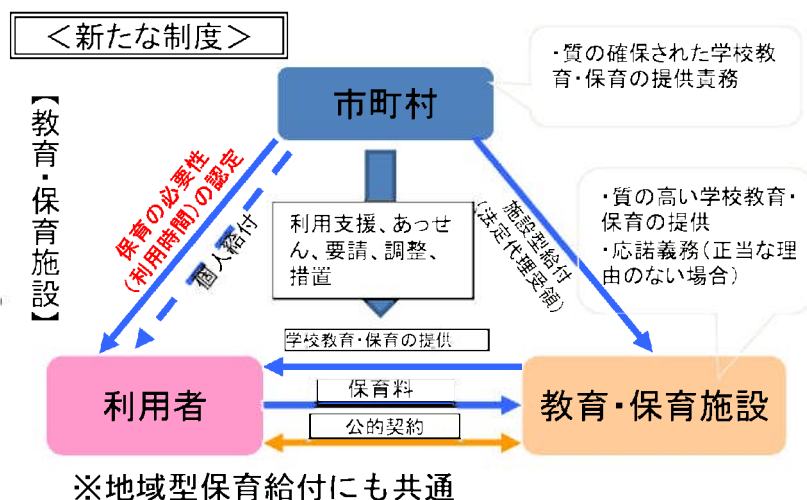 ＜新たな制度＞
・質の確保された学校教
育・保育の提供責務
市町村
【教育・保育施設】
保育の必要性
（利用時間）の認定
個人給付
利用支援、あっせ
ん、要請、調整、
措置
施設型給付
（法定代理受領）
・質の高い学校教育・
保育の提供
・応諾義務（正当な理
由のない場合）
学校教育・保育の提供
利用者
保育料
公的契約
教育・保育施設
※地域型保育給付にも共通